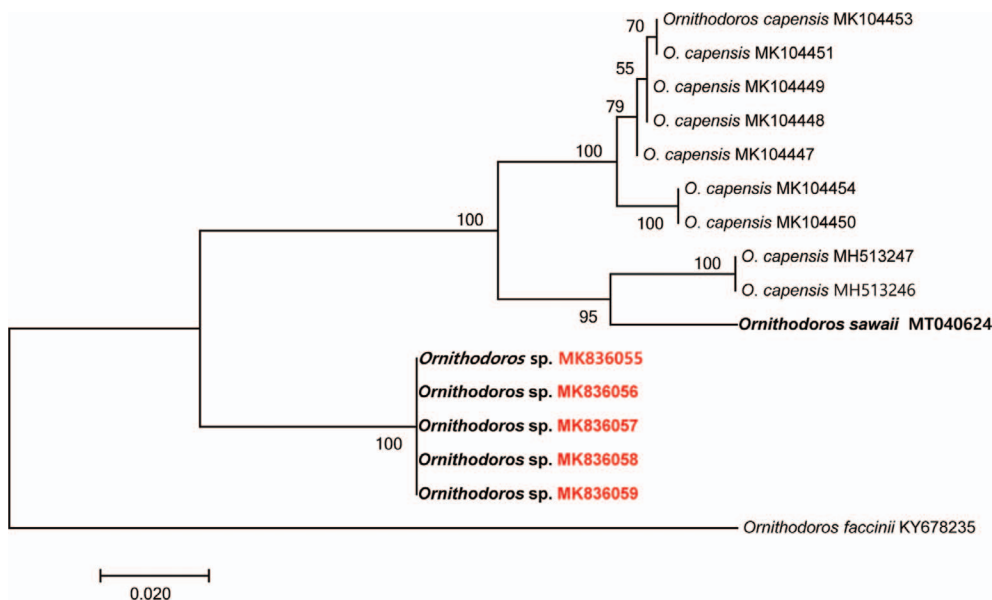 Ornithodoros capensis MK104453
70
O. capensis MK104451
55
O. capensis MK104449
79
O. capensis MK104448
100
O. capensis MK104447
O. capensis MK104454
100
O. capensis MK104450
100
100
O. capensis MH513247
O. capensis MH513246
95
Ornithodoros sawaii MT040624
Ornithodoros sp. MK836055
Ornithodoros sp. MK836056
Ornithodoros sp. MK836057
100
Ornithodoros sp. MK836058
Ornithodoros sp. MK836059
Ornithodoros faccinii KY678235
0.020